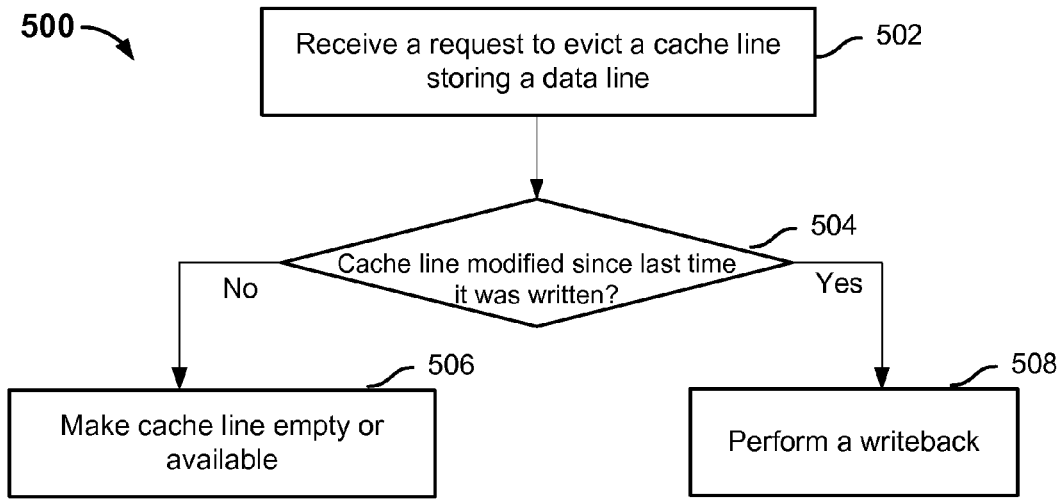 500
Receive a request to evict a cache line
storing a data line
502
504
Cache line modified since last time
it was written?
No
Yes
506
Make cache line empty or
available
508
Perform a writeback